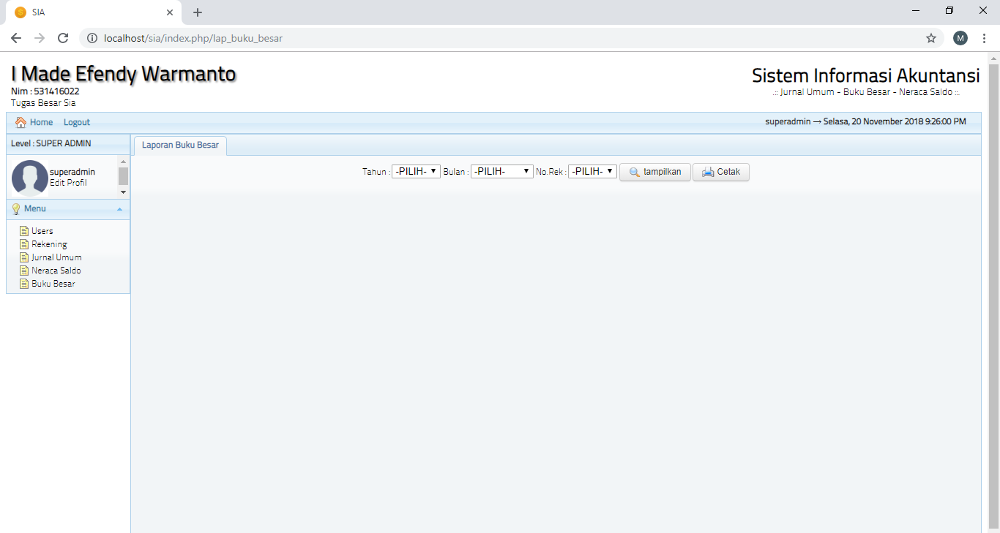 SIA
localhost/sia/index.php/lap_buku_besar
M
I Made Efendy Warmanto
Nim : 531416022
Tugas Besar Sia
Sistem Informasi Akuntansi
.:: Jurnal Umum - Buku Besar - Neraca Saldo ::.
Home Logout
superadmin → Selasa, 20 November 2018 9:26:00 PM
Level : SUPER ADMIN
superadmin
Edit Profil
Menu
Users
Rekening
Jurnal Umum
Neraca Saldo
Buku Besar
Laporan Buku Besar
Tahun : -PILIH- Bulan : -PILIH- No.Rek : -PILIH- tampilkan Cetak